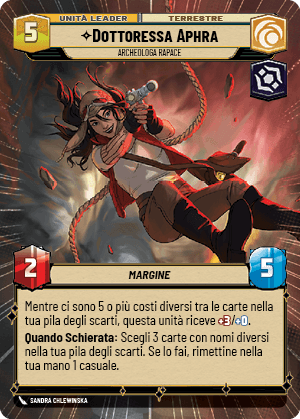 UNITÀ LEADER
TERRESTRE
5
✧DOTTORESSA APHRA
ARCHEOLOGA RAPACE
2
MARGINE
5
Mentre ci sono 5 o più costi diversi tra le carte nella
tua pila degli scarti, questa unità riceve +3/+0.
Quando Schierata: Scegli 3 carte con nomi diversi
nella tua pila degli scarti. Se lo fai, rimettine nella
tua mano 1 casuale.
SANDRA CHLEWINSKA